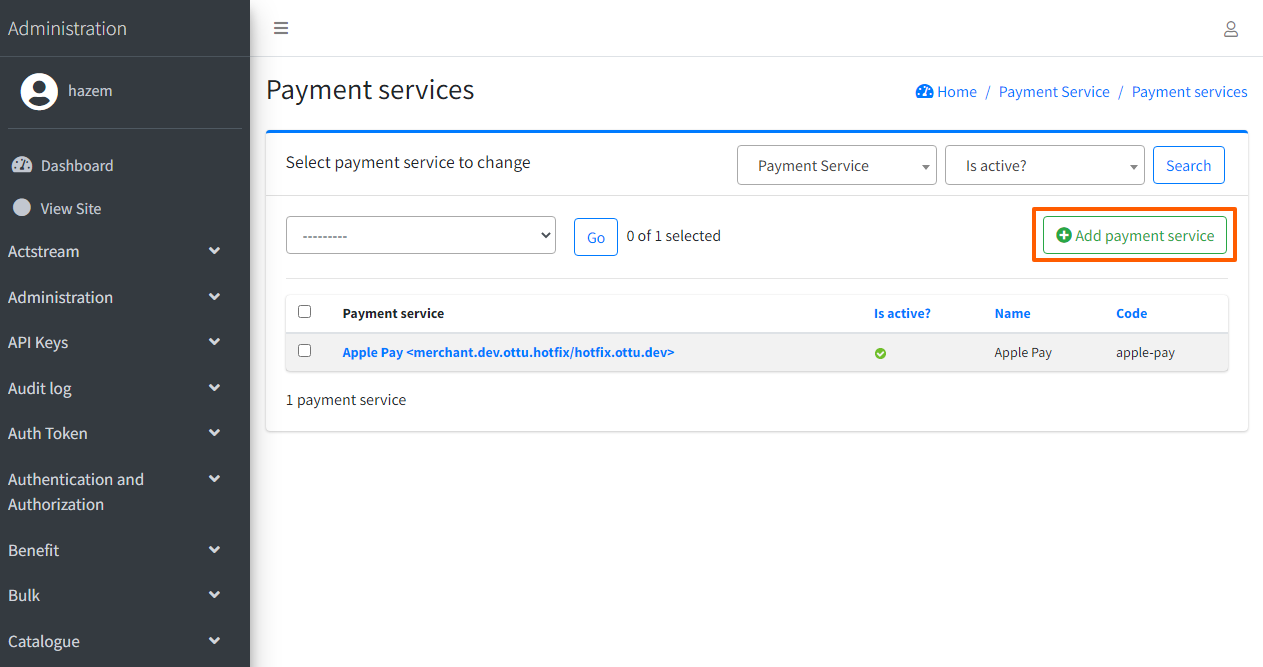 Administration
hazem
Dashboard
View Site
Actstream
Administration
API Keys
Audit log
Auth Token
Authentication and
Authorization
Benefit
Bulk
Catalogue
Payment services
Home / Payment Service / Payment services
Select payment service to change
Payment Service
Is active?
Search
---------
Go
0 of 1 selected
Add payment service
Payment service Is active? Name Code
Apple Pay <merchant.dev.ottu.hotfix/hotfix.ottu.dev> Apple Pay apple-pay
1 payment service